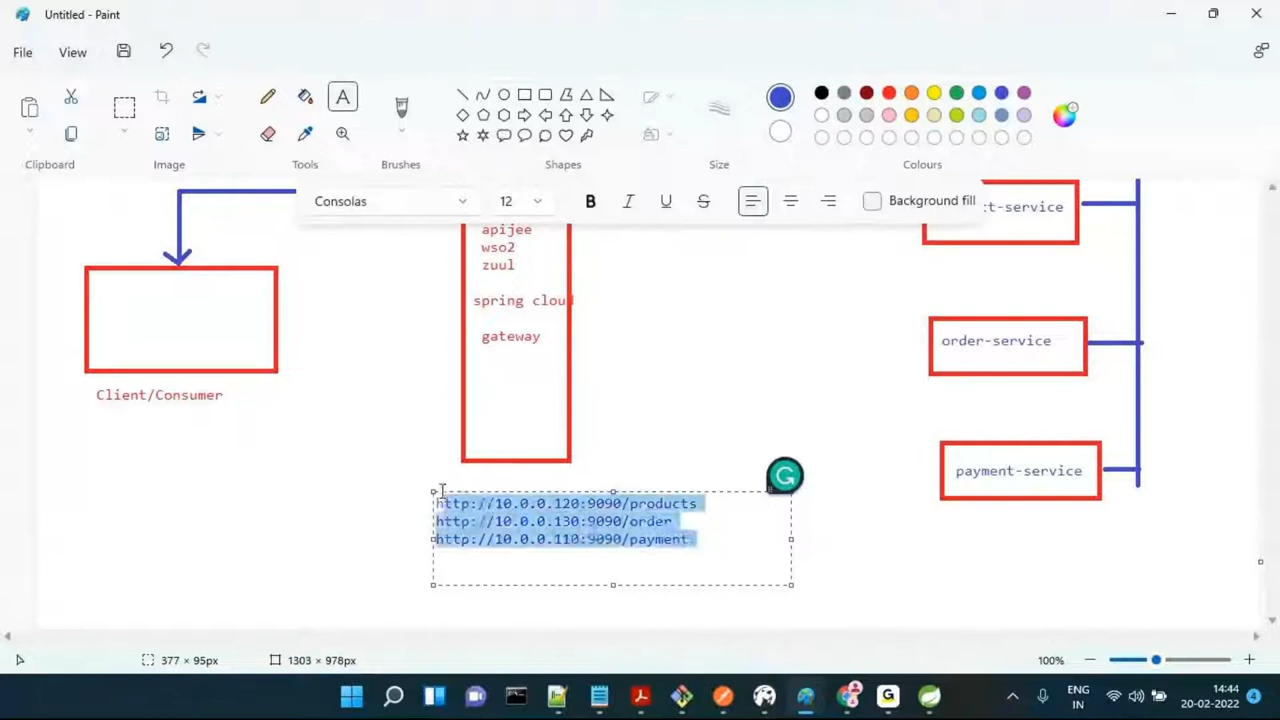 Untitled - Paint
File
View
Clipboard
Image
Tools
Brushes
Shapes
Size
Colours
Consolas
12
B
I
U
S
Background fill
apijee
wso2
zuul
spring cloud
gateway
t-service
order-service
payment-service
Client/Consumer
http://10.0.0.120:9090/products
http://10.0.0.130:9090/order
http://10.0.0.110:9090/payment
377 × 95px
1303 × 978px
100%
ENG
IN
14:44
20-02-2022
4